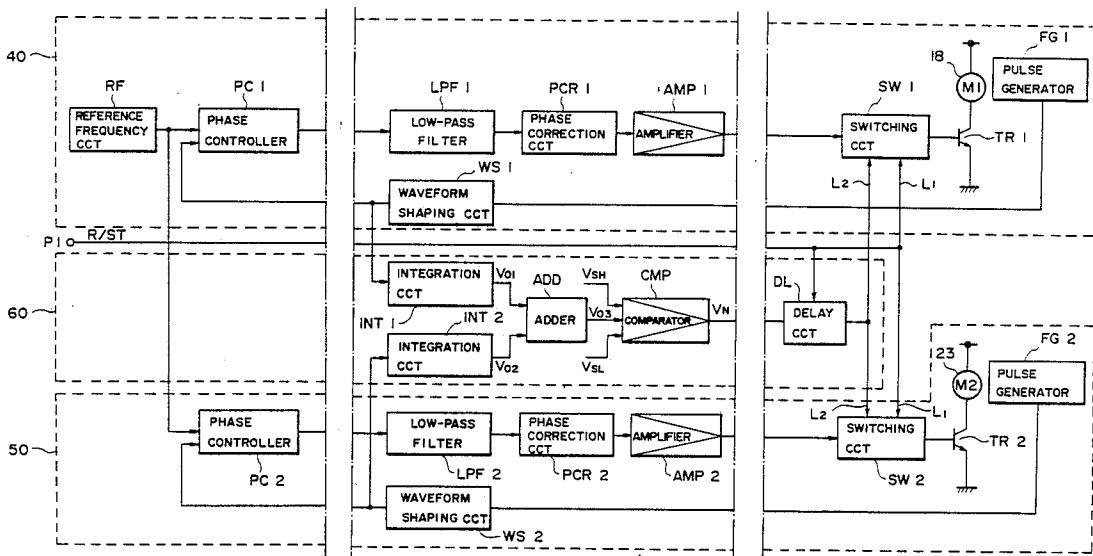 40
RF
REFERENCE
FREQUENCY
CCT
PC 1
PHASE
CONTROLLER
LPF 1
LOW-PASS
FILTER
PCR 1
PHASE
CORRECTION
CCT
AMP 1
AMPLIFIER
SW 1
SWITCHING
CCT
18
M1
TR 1
FG 1
PULSE
GENERATOR
L2
L1
WS 1
WAVEFORM
SHAPING CCT
P1
R/ST
60
INTEGRATION
CCT
INT 1
V01
INT 2
INTEGRATION
CCT
V02
ADD
ADDER
V03
VSH
VSL
CMP
COMPARATOR
VN
DL
DELAY
CCT
50
PHASE
CONTROLLER
PC 2
LOW-PASS
FILTER
LPF 2
PHASE
CORRECTION
CCT
PCR 2
AMPLIFIER
AMP 2
L2
L1
SWITCHING
CCT
SW 2
23
M2
TR 2
FG 2
PULSE
GENERATOR
WAVEFORM
SHAPING CCT
WS 2